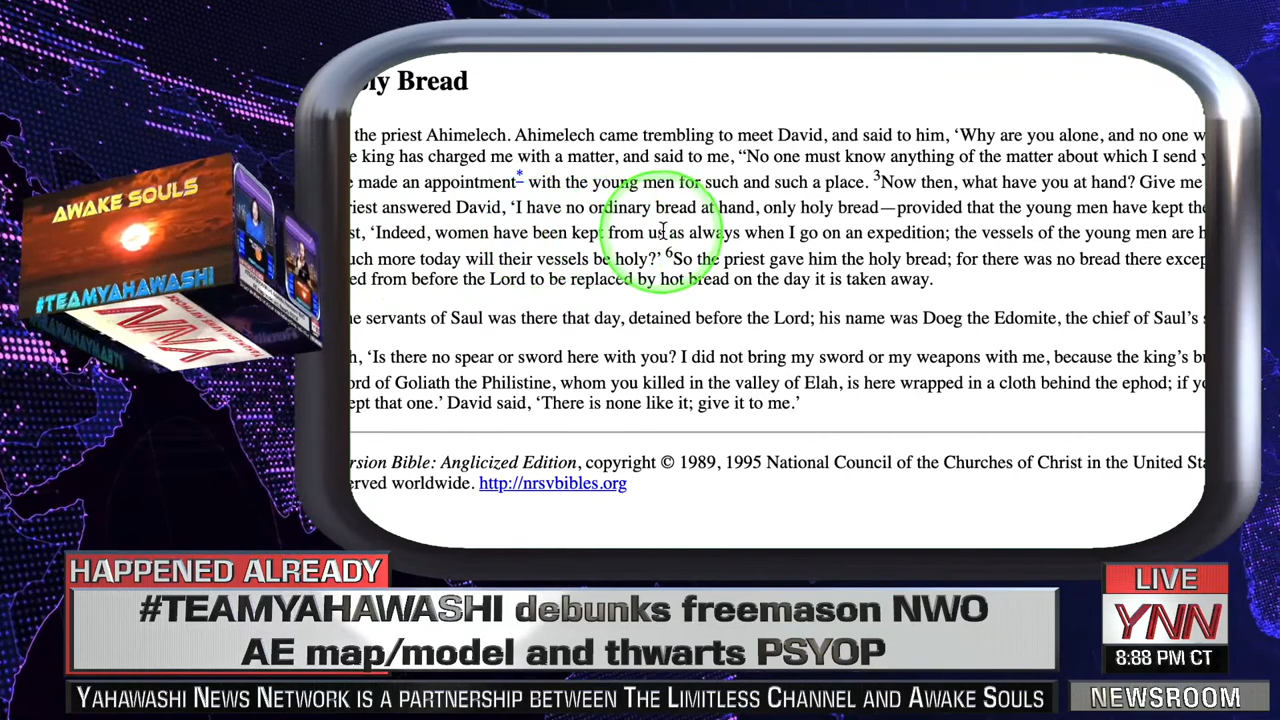 ly Bread
the priest Ahimelech. Ahimelech came trembling to meet David, and said to him, ‘Why are you alone, and no one w
e king has charged me with a matter, and said to me, “No one must know anything of the matter about which I send y
e made an appointment* with the young men for such and such a place. 3Now then, what have you at hand? Give me
riest answered David, ‘I have no ordinary bread at hand, only holy bread—provided that the young men have kept the
st, ‘Indeed, women have been kept from us as always when I go on an expedition; the vessels of the young men are h
uch more today will their vessels be holy?’ 6So the priest gave him the holy bread; for there was no bread there excep
ed from before the Lord to be replaced by hot bread on the day it is taken away.
e servants of Saul was there that day, detained before the Lord; his name was Doeg the Edomite, the chief of Saul’s s
h, ‘Is there no spear or sword here with you? I did not bring my sword or my weapons with me, because the king’s bu
ord of Goliath the Philistine, whom you killed in the valley of Elah, is here wrapped in a cloth behind the ephod; if yo
ept that one.’ David said, ‘There is none like it; give it to me.’
rsion Bible: Anglicized Edition, copyright © 1989, 1995 National Council of the Churches of Christ in the United Sta
erved worldwide. http://nrsvbibles.org
AWAKE SOULS
#TEAMYAHAWASHI
YNN
HAPPENED ALREADY
#TEAMYAHAWASHI debunks freemason NWO
AE map/model and thwarts PSYOP
LIVE
YNN
8:88 PM CT
YAHAWASHI NEWS NETWORK IS A PARTNERSHIP BETWEEN THE LIMITLESS CHANNEL AND AWAKE SOULS
NEWSROOM